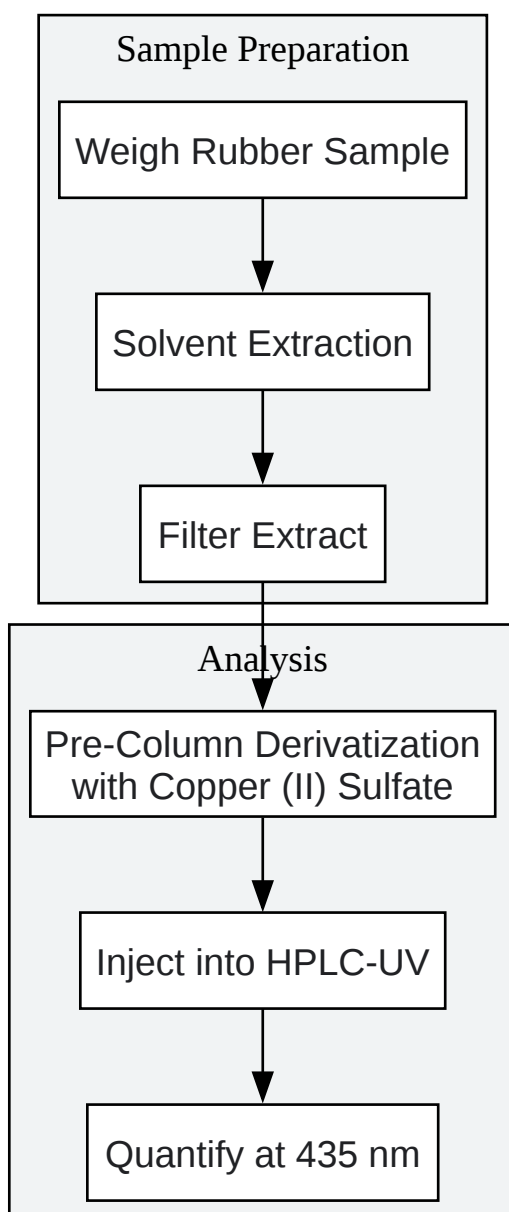 Sample Preparation
Weigh Rubber Sample
Solvent Extraction
Filter Extract
Analysis
Pre-Column Derivatization
with Copper (II) Sulfate
Inject into HPLC-UV
Quantify at 435 nm